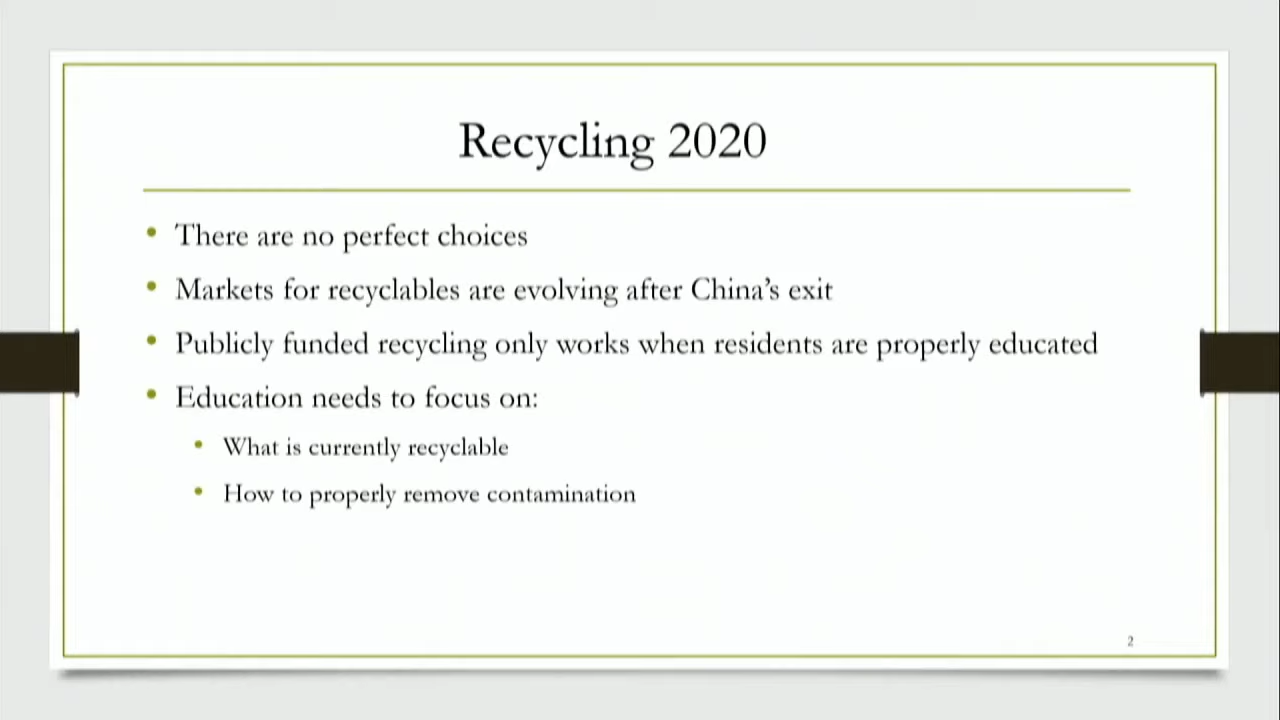 Recycling 2020
• There are no perfect choices
• Markets for recyclables are evolving after China's exit
• Publicly funded recycling only works when residents are properly educated
• Education needs to focus on:
• What is currently recyclable
• How to properly remove contamination
2